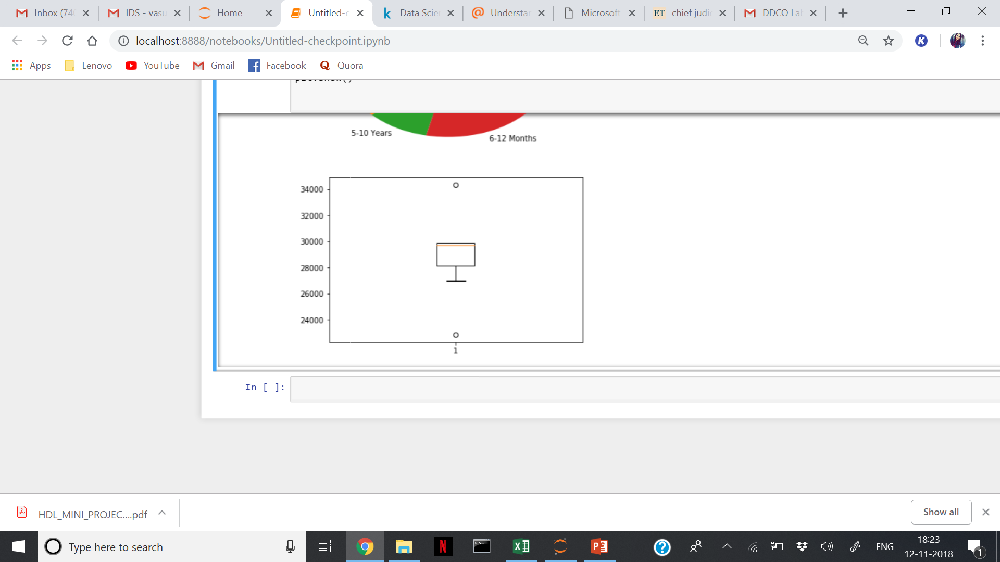 Inbox (74
IDS - vasu
Home
Untitled-c
Data Scie
Understa
Microsoft
ET chief judic
DDCO La
localhost:8888/notebooks/Untitled-checkpoint.ipynb
Apps
Lenovo
YouTube
Gmail
Facebook
Quora
5-10 Years
6-12 Months
34000
32000
30000
28000
26000
24000
1
In [ ]:
HDL_MINI_PROJEC....pdf
Show all
Type here to search
ENG
18:23
12-11-2018
1